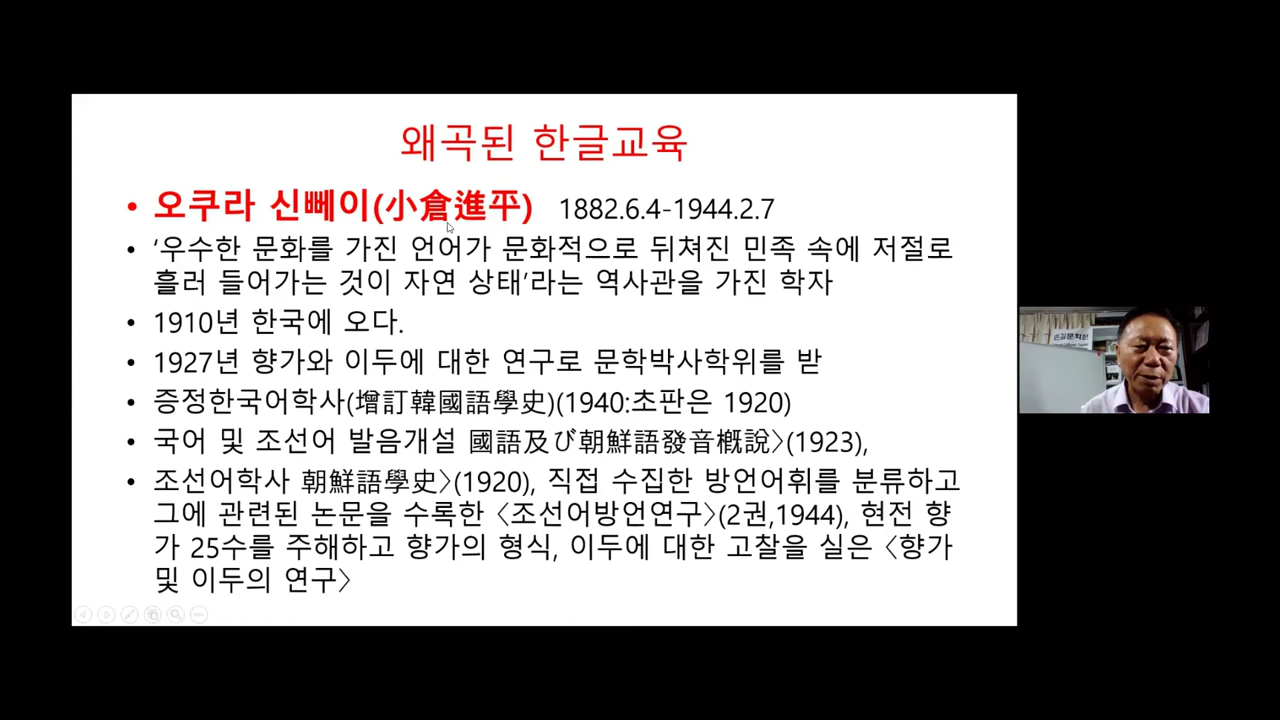 왜곡된 한글교육
• 오쿠라 신뻬이(小倉進平) 1882.6.4-1944.2.7
• ‘우수한 문화를 가진 언어가 문화적으로 뒤쳐진 민족 속에 저절로
흘러 들어가는 것이 자연 상태’라는 역사관을 가진 학자
• 1910년 한국에 오다.
• 1927년 향가와 이두에 대한 연구로 문학박사학위를 받
• 증정한국어학사(增訂韓國語學史)(1940:초판은 1920)
• 국어 및 조선어 발음개설 國語及び朝鮮語發音槪說〉(1923),
• 조선어학사 朝鮮語學史〉(1920), 직접 수집한 방언어휘를 분류하고
그에 관련된 논문을 수록한 〈조선어방언연구〉(2권,1944), 현전 향
가 25수를 주해하고 향가의 형식, 이두에 대한 고찰을 실은 〈향가
및 이두의 연구〉